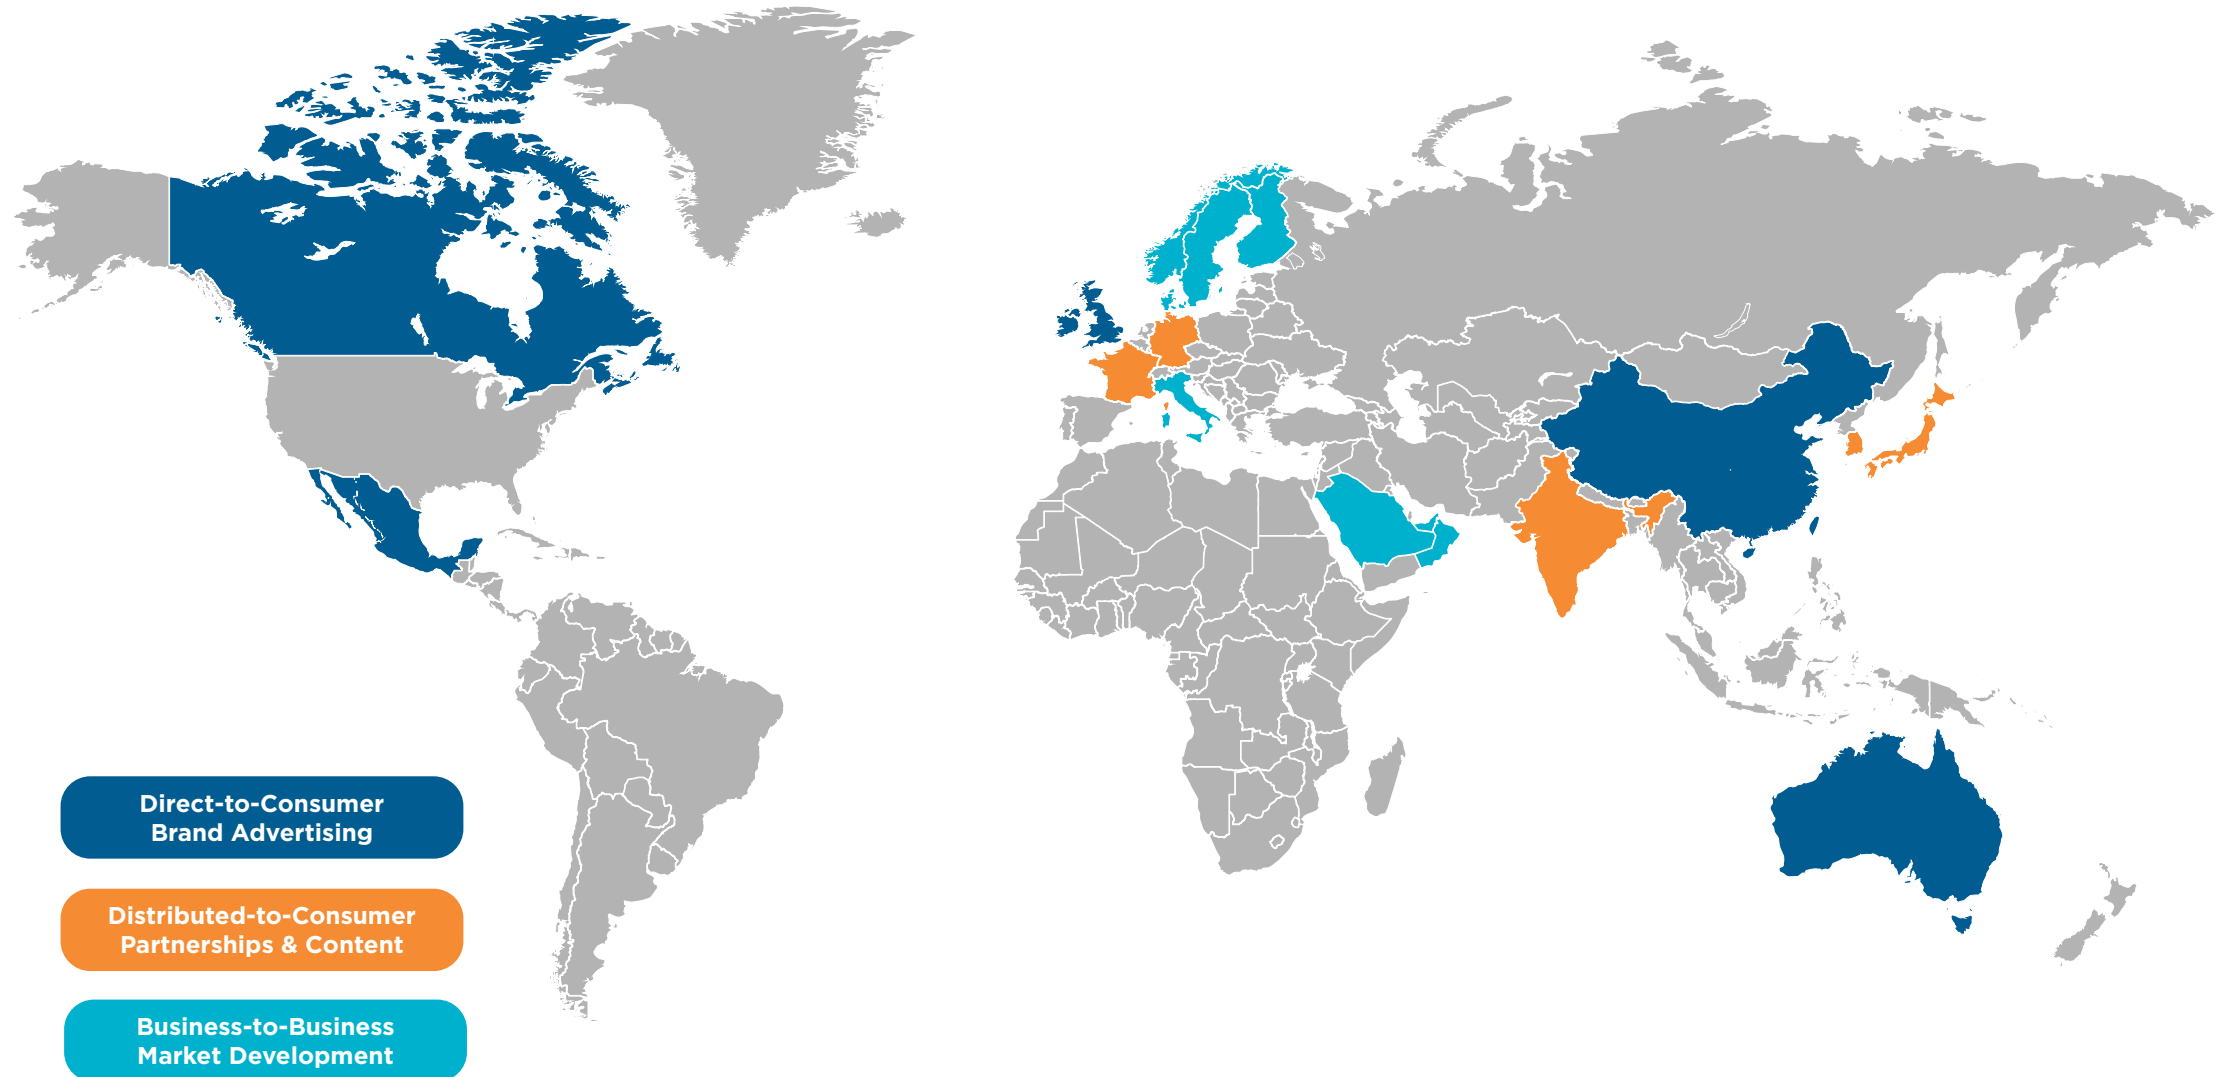 Direct-to-Consumer
Brand Advertising
Distributed-to-Consumer
Partnerships & Content
Business-to-Business
Market Development